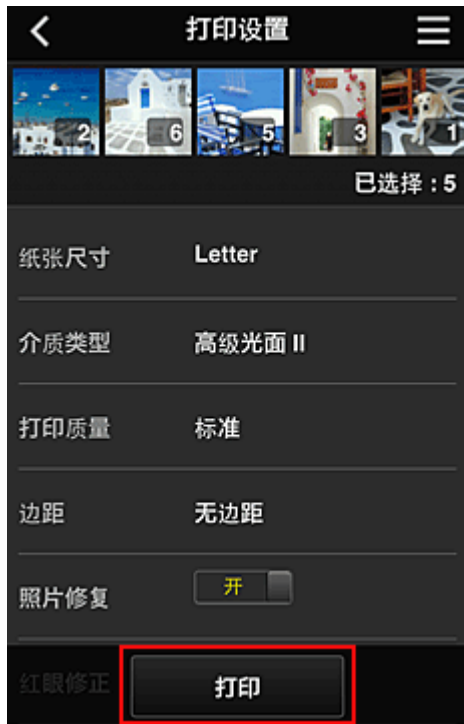 打印设置
2 6 5 3 1
已选择：5
纸张尺寸 Letter
介质类型 高级光面 II
打印质量 标准
边距 无边距
照片修复 开
红眼修正 打印